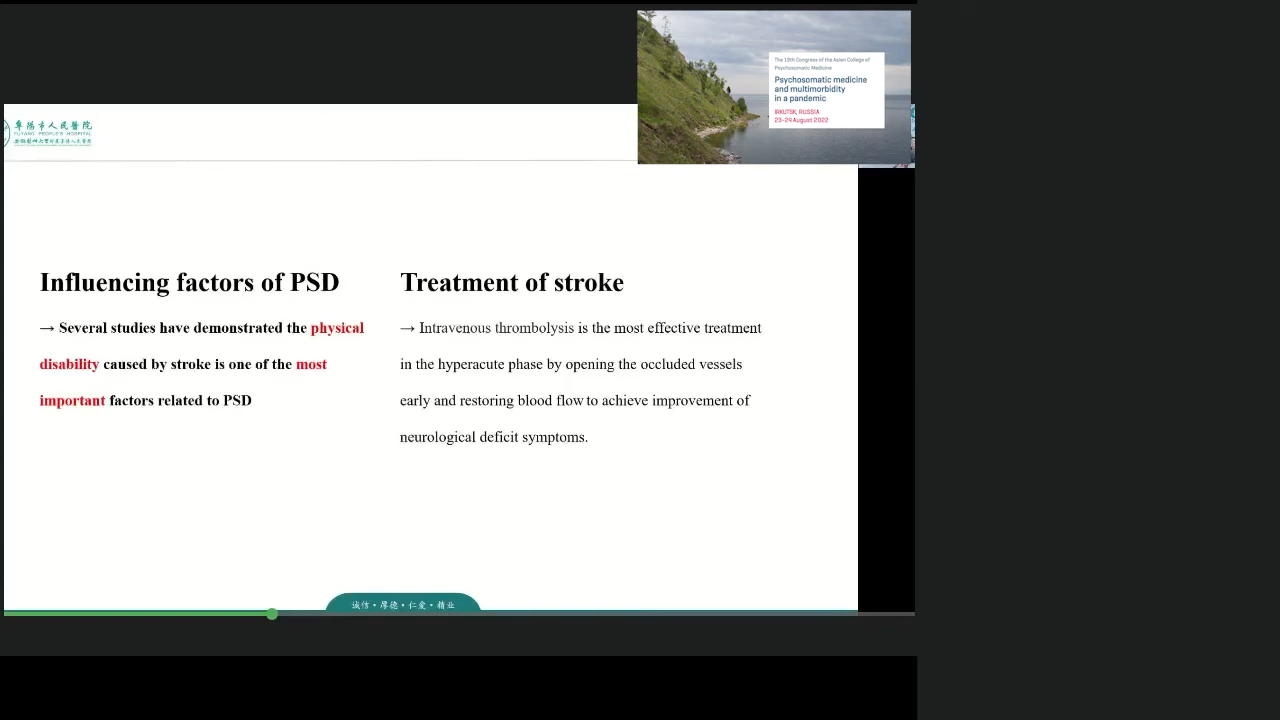 The 19th Congress of the Asian College of
Psychosomatic Medicine
Psychosomatic medicine
and multimorbidity
in a pandemic
IRKUTSK, RUSSIA
23–24 August 2022
阜陽市人民醫院
FUYANG PEOPLE'S HOSPITAL
Influencing factors of PSD
→ Several studies have demonstrated the physical
disability caused by stroke is one of the most
important factors related to PSD
Treatment of stroke
→ Intravenous thrombolysis is the most effective treatment
in the hyperacute phase by opening the occluded vessels
early and restoring blood flow to achieve improvement of
neurological deficit symptoms.
诚信•厚德•仁爱•精业